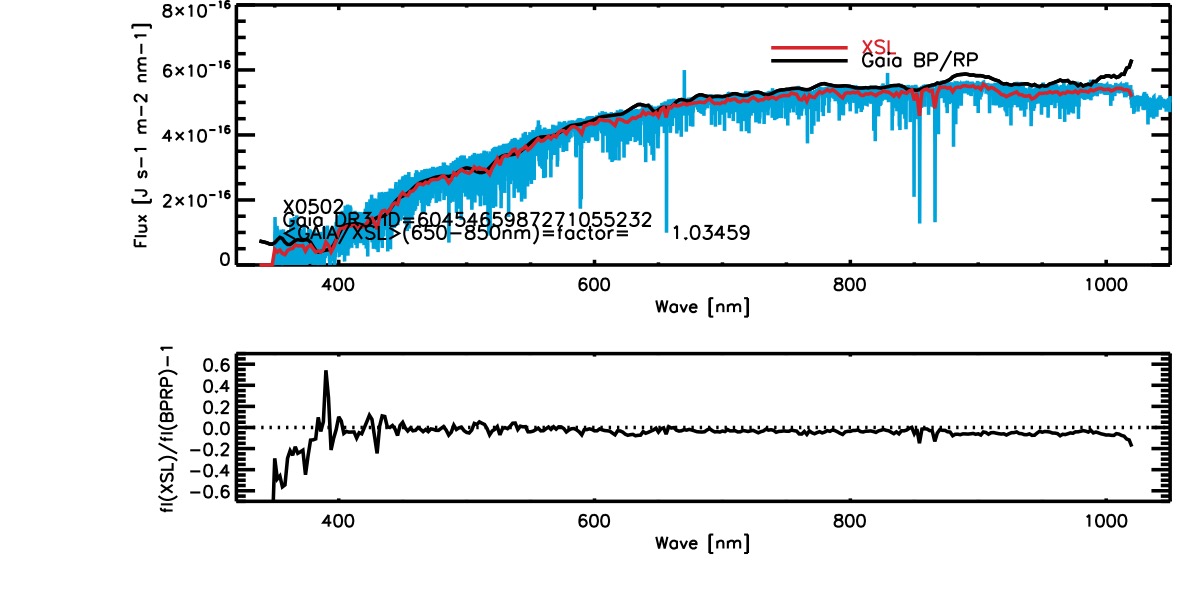 8×10−16
6×10−16
4×10−16
2×10−16
0
Flux [J s−1 m−2 nm−1]
XSL
Gaia BP/RP
X0502
Gaia DR3 ID=6045465987271055232
<GAIA/XSL>(650−850nm)=factor= 1.03459
400 600 800 1000
Wave [nm]
0.6
0.4
0.2
0.0
−0.2
−0.4
−0.6
fl(XSL)/fl(BPRP)−1
400 600 800 1000
Wave [nm]